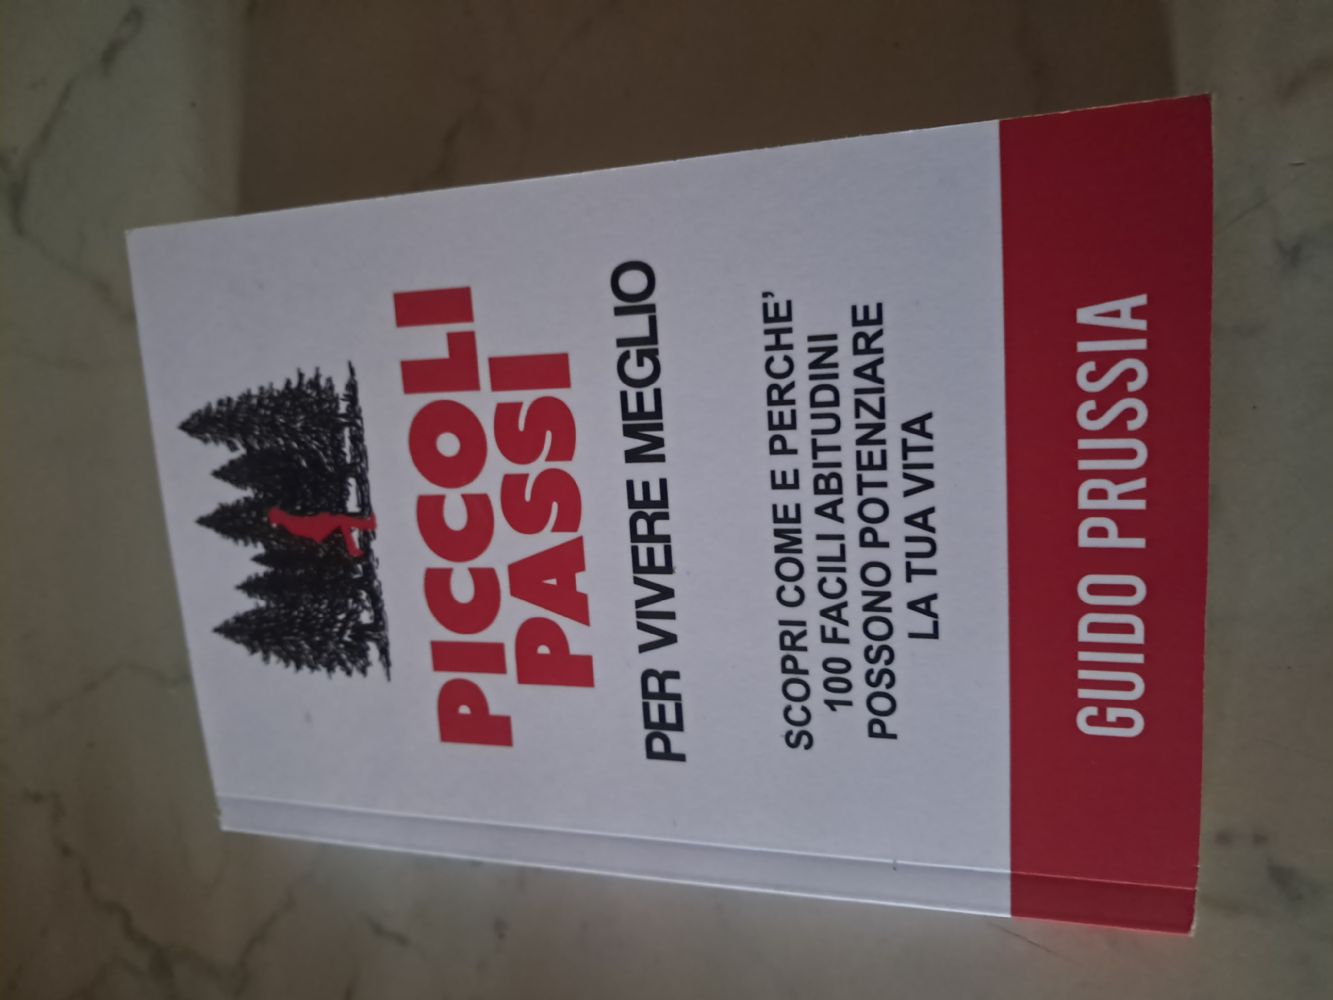 PICCOLI
PASSI
PER VIVERE MEGLIO
SCOPRI COME E PERCHE'
100 FACILI ABITUDINI
POSSONO POTENZIARE
LA TUA VITA
GUIDO PRUSSIA